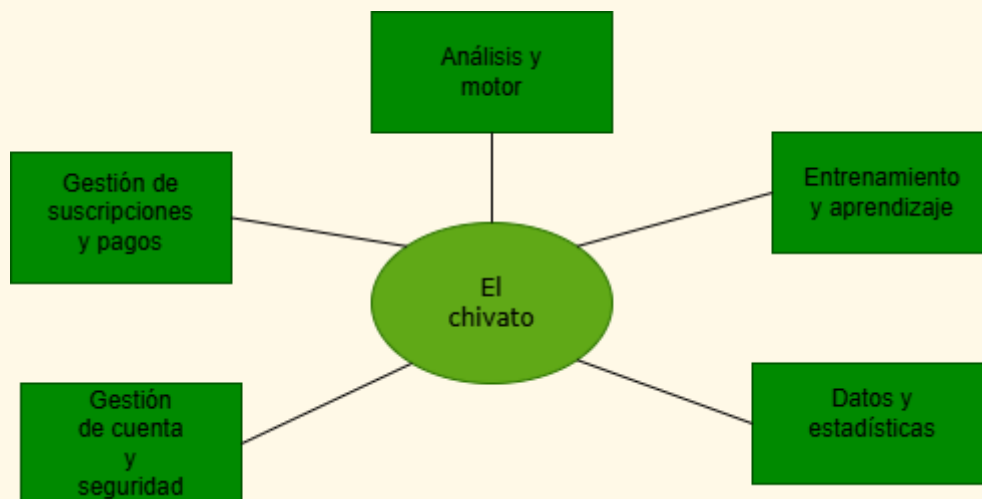 Análisis y
motor
Gestión de
suscripciones
y pagos
Entrenamiento
y aprendizaje
El
chivato
Gestión
de cuenta
y
seguridad
Datos y
estadísticas